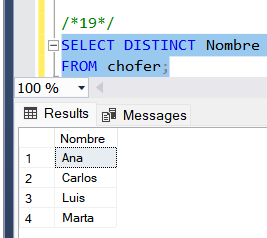 /*19*/
SELECT DISTINCT Nombre
FROM chofer;
100 %
Results Messages
Nombre
1 Ana
2 Carlos
3 Luis
4 Marta